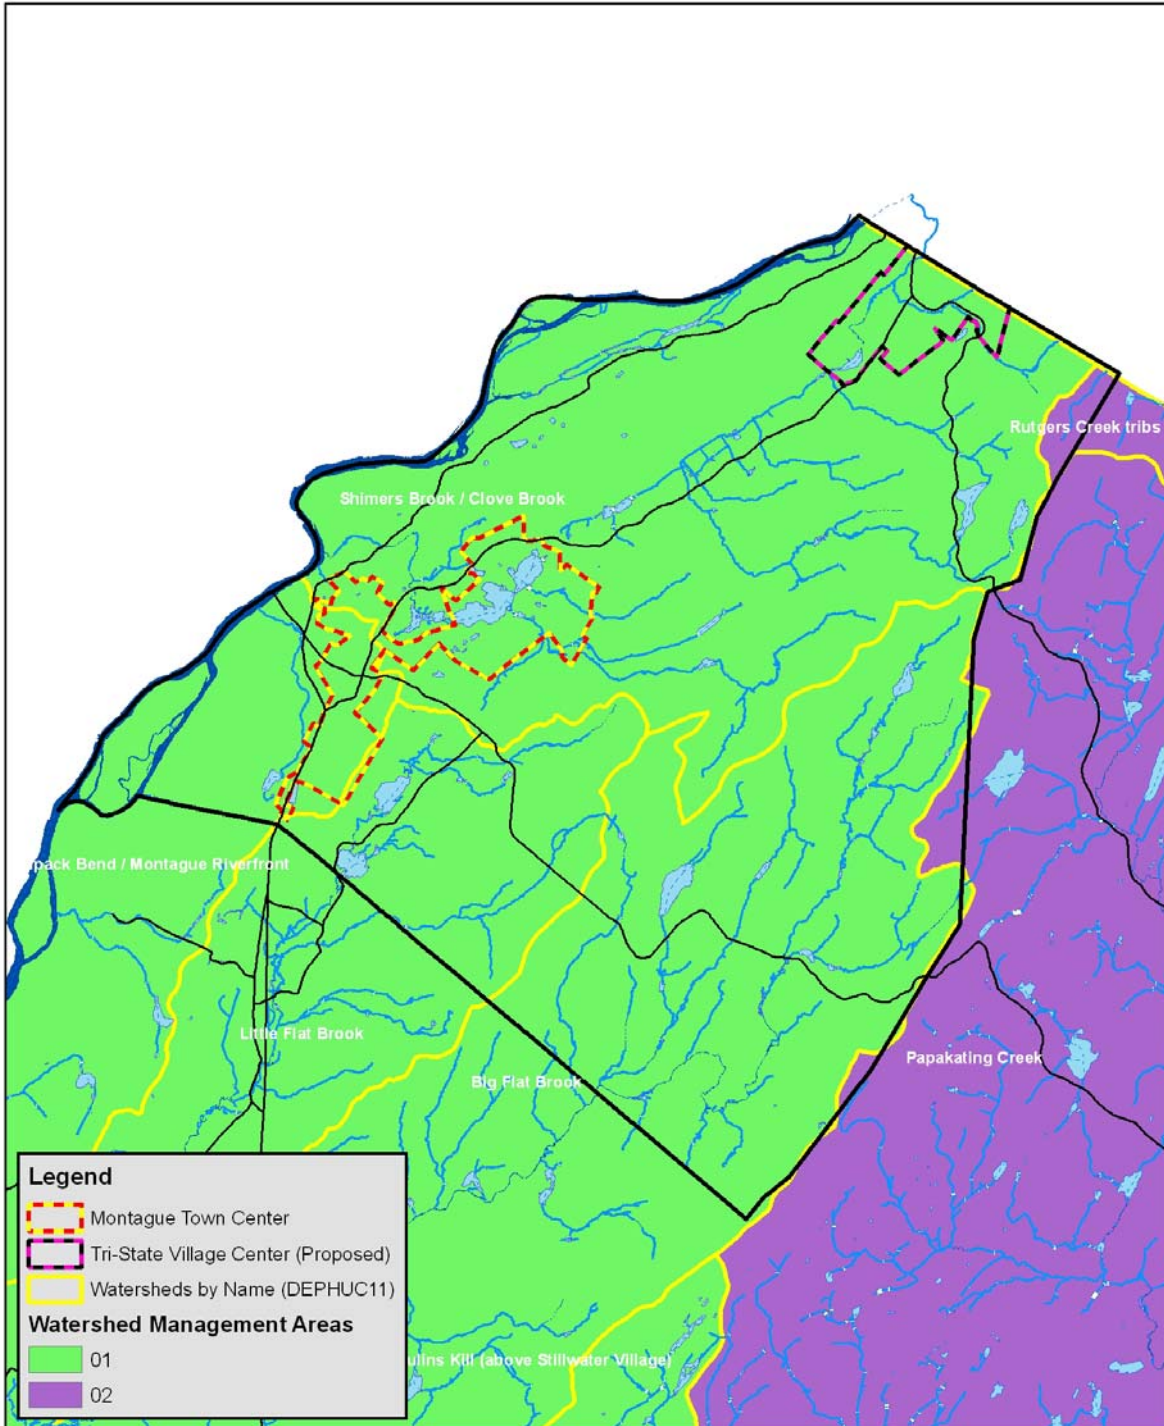 Rutgers Creek tribs
Shimers Brook / Clove Brook
pack Bend / Montague Riverfront
Little Flat Brook
Papakating Creek
Big Flat Brook
ulins Kill (above Stillwater Village)
Legend
Montague Town Center
Tri-State Village Center (Proposed)
Watersheds by Name (DEPHUC11)
Watershed Management Areas
01
02